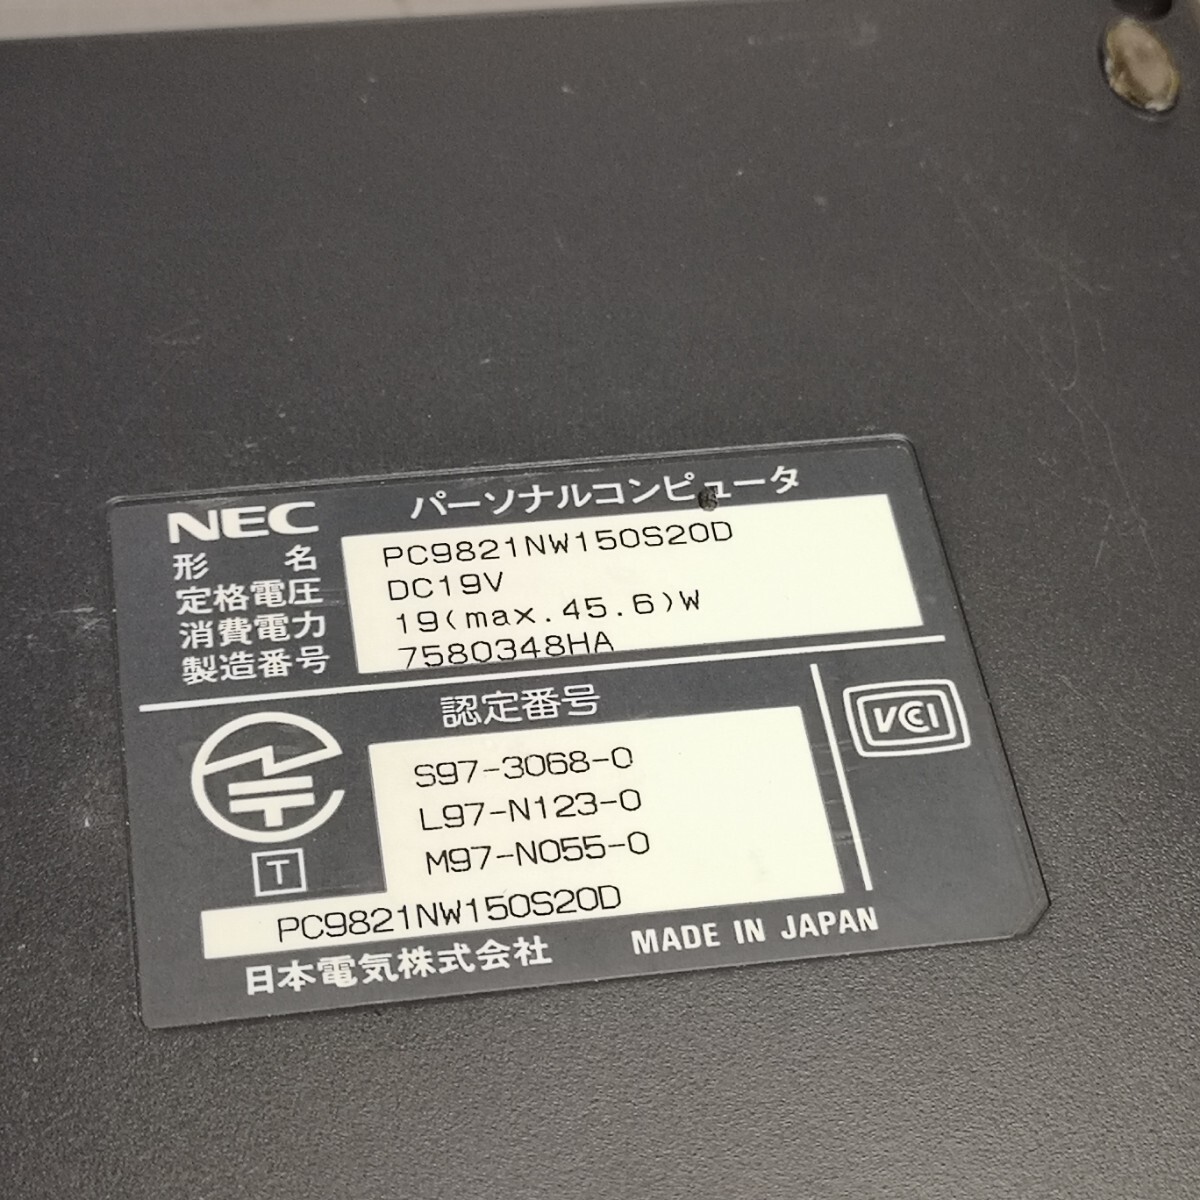 NEC パーソナルコンピュータ
形 名 PC9821NW150S20D
定格電圧 DC19V
消費電力 19(max.45.6)W
製造番号 7580348HA
認定番号
S97-3068-0
L97-N123-0
M97-N055-0
T
PC9821NW150S20D
VCCI
日本電気株式会社 MADE IN JAPAN